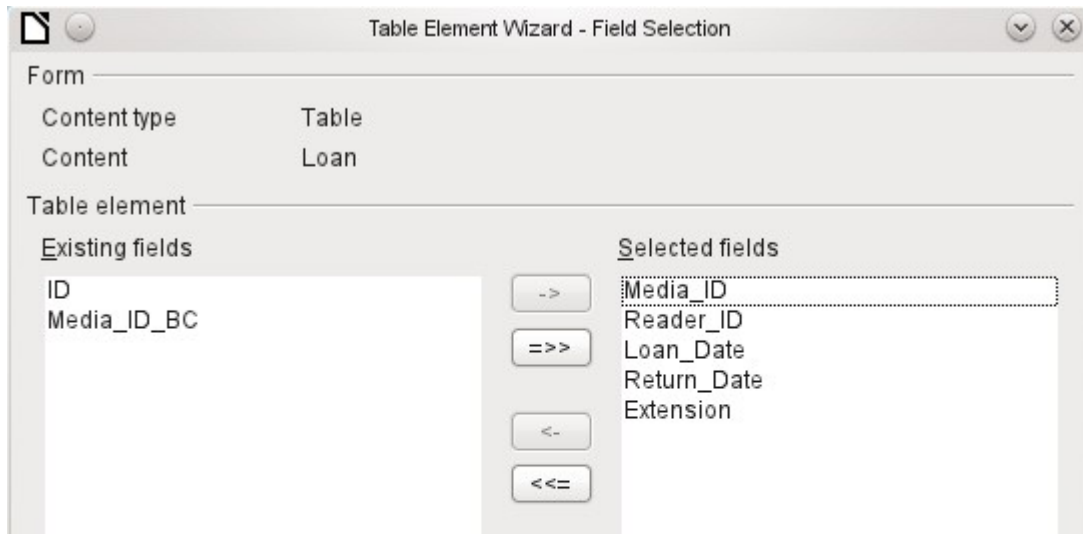 Table Element Wizard - Field Selection
Form
Content type Table
Content Loan
Table element
Existing fields
Selected fields
ID
Media_ID_BC
->
=>>
<-
<<=
Media_ID
Reader_ID
Loan_Date
Return_Date
Extension